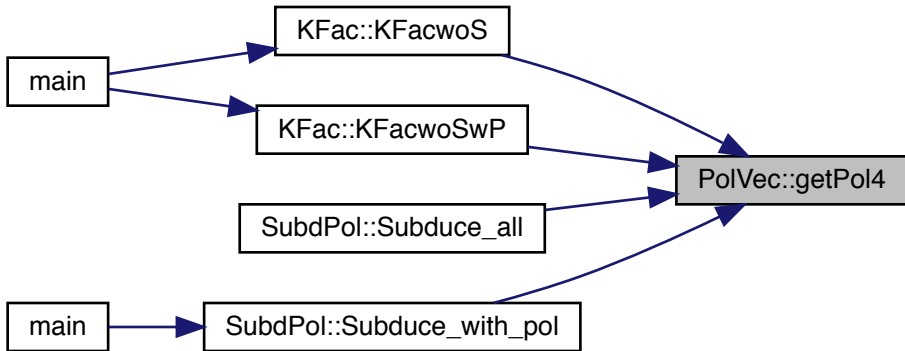 KFac::KFacwoS
main
KFac::KFacwoSwP
PolVec::getPol4
SubdPol::Subduce_all
main
SubdPol::Subduce_with_pol